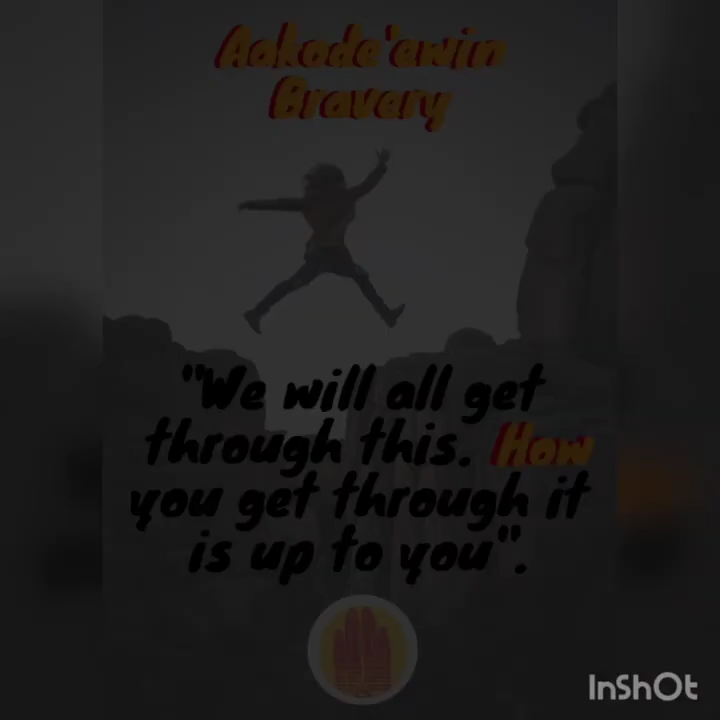 Aakode'ewin
Bravery
"We will all get
through this. How
you get through it
is up to you".
InShOt